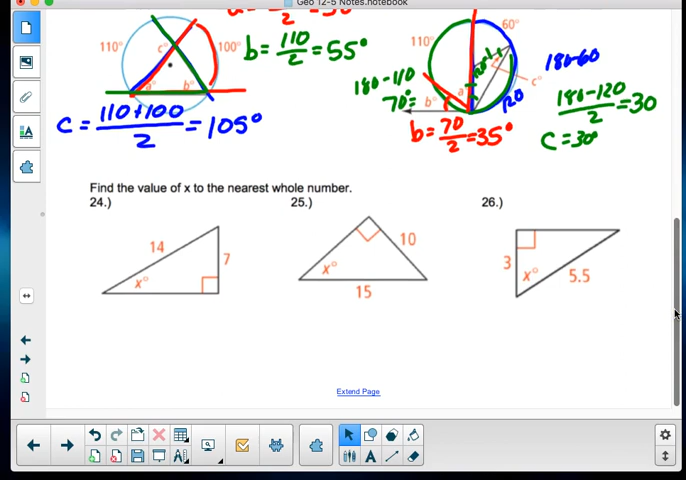 Geo 12-5 Notes.notebook
110°
100°
c°
a°
b°
b = 110/2 = 55°
c = 110+100/2 = 105°
60°
110°
180-110
70°=
a°
b°
c°
120
180-60
180-120/2 = 30
c = 30°
b = 70/2 = 35°
Find the value of x to the nearest whole number.
24.)
25.)
26.)
14
7
x°
10
x°
15
3
x°
5.5
Extend Page
A